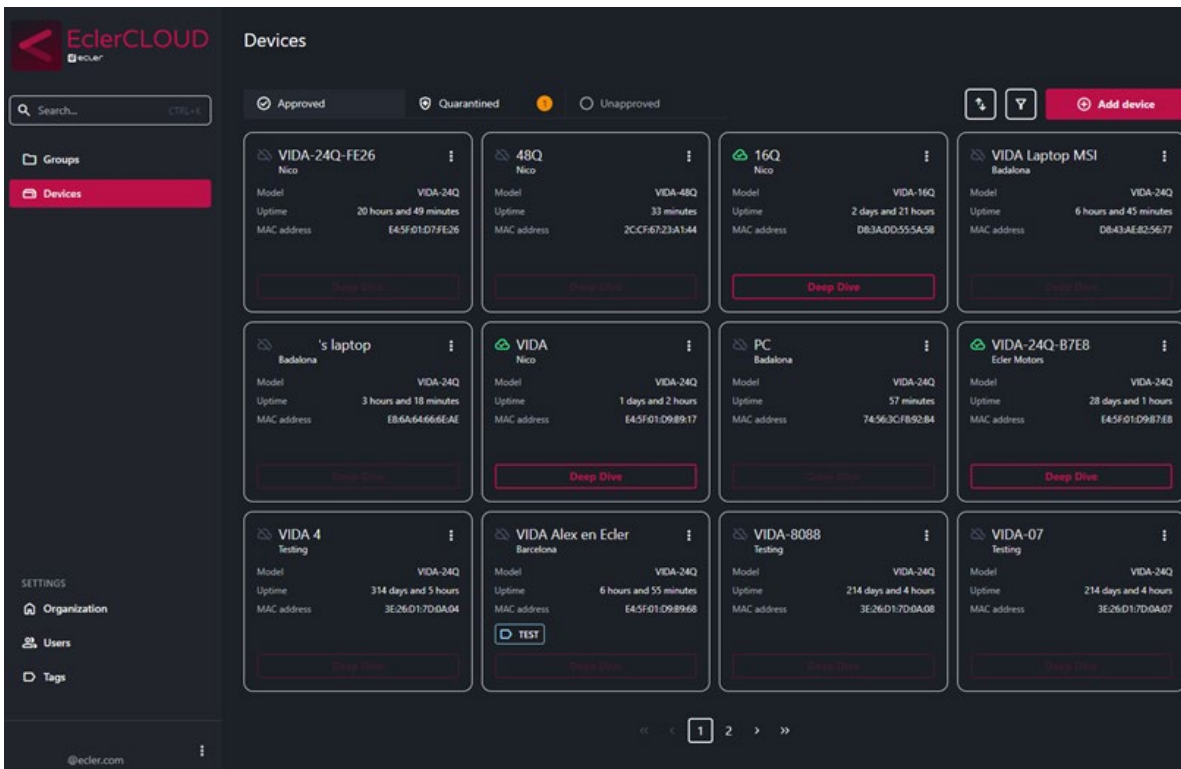 EclerCLOUD
ecler
Search... CTRL+K
Groups
Devices
SETTINGS
Organization
Users
Tags
@ecler.com
Devices
Approved
Quarantined 1
Unapproved
Add device
VIDA-24Q-FE26
Nico
Model VIDA-24Q
Uptime 20 hours and 49 minutes
MAC address E4:5F:01:D7:FE:26
Deep Dive
48Q
Nico
Model VIDA-48Q
Uptime 33 minutes
MAC address 2C:CF:67:23:A1:44
Deep Dive
16Q
Nico
Model VIDA-16Q
Uptime 2 days and 21 hours
MAC address D8:3A:DD:55:5A:58
Deep Dive
VIDA Laptop MSI
Badalona
Model VIDA-24Q
Uptime 6 hours and 45 minutes
MAC address D8:43:AE:82:56:77
Deep Dive
's laptop
Badalona
Model VIDA-24Q
Uptime 3 hours and 18 minutes
MAC address E8:6A:64:66:6E:AE
Deep Dive
VIDA
Nico
Model VIDA-24Q
Uptime 1 days and 2 hours
MAC address E4:5F:01:D9:B9:17
Deep Dive
PC
Badalona
Model VIDA-24Q
Uptime 57 minutes
MAC address 74:56:3C:FB:92:B4
Deep Dive
VIDA-24Q-B7E8
Ecler Motors
Model VIDA-24Q
Uptime 28 days and 1 hours
MAC address E4:5F:01:D9:B7:E8
Deep Dive
VIDA 4
Testing
Model VIDA-24Q
Uptime 314 days and 5 hours
MAC address 3E:26:D1:7D:0A:04
Deep Dive
VIDA Alex en Ecler
Barcelona
Model VIDA-24Q
Uptime 6 hours and 55 minutes
MAC address E4:5F:01:D9:B9:68
TEST
Deep Dive
VIDA-8088
Testing
Model VIDA-24Q
Uptime 214 days and 4 hours
MAC address 3E:26:D1:7D:0A:08
Deep Dive
VIDA-07
Testing
Model VIDA-24Q
Uptime 214 days and 4 hours
MAC address 3E:26:D1:7D:0A:07
Deep Dive
« < 1 2 > »